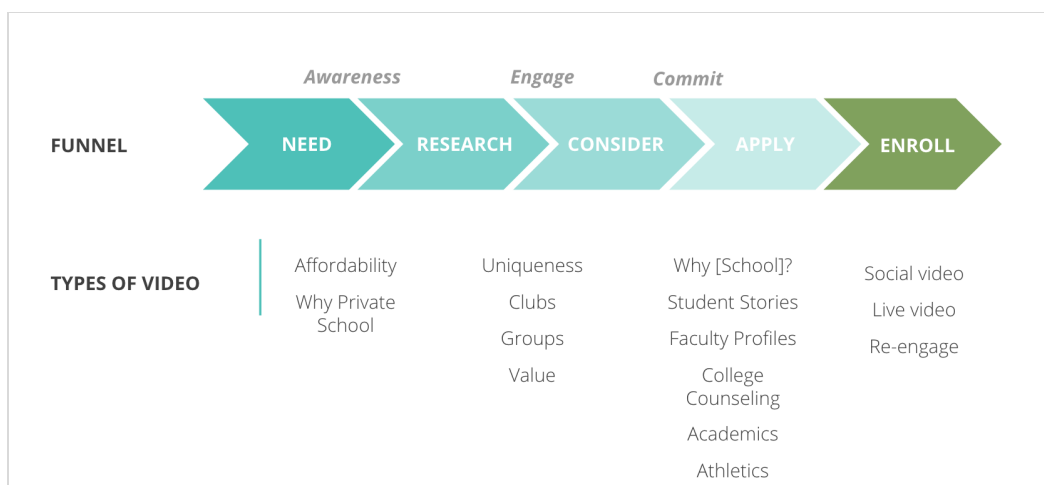 Awareness
Engage
Commit
FUNNEL
NEED
RESEARCH
CONSIDER
APPLY
ENROLL
TYPES OF VIDEO
Affordability
Why Private
School
Uniqueness
Clubs
Groups
Value
Why [School]?
Student Stories
Faculty Profiles
College
Counseling
Academics
Athletics
Social video
Live video
Re-engage